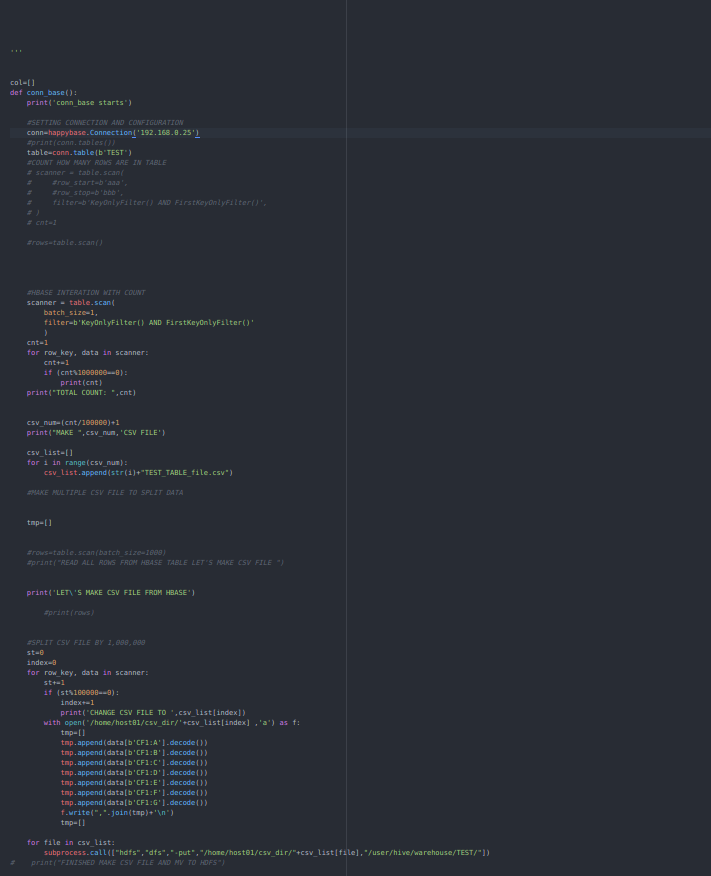 '''
col=[]
def conn_base():
    print('conn_base starts')
    #SETTING CONNECTION AND CONFIGURATION
    conn=happybase.Connection('192.168.0.25')
    #print(conn.tables())
    table=conn.table(b'TEST')
    #COUNT HOW MANY ROWS ARE IN TABLE
    # scanner = table.scan(
    #     #row_start=b'aaa',
    #     #row_stop=b'bbb',
    #     filter=b'KeyOnlyFilter() AND FirstKeyOnlyFilter()',
    # )
    # cnt=1
    #rows=table.scan()
    #HBASE INTERATION WITH COUNT
    scanner = table.scan(
        batch_size=1,
        filter=b'KeyOnlyFilter() AND FirstKeyOnlyFilter()'
        )
    cnt=1
    for row_key, data in scanner:
        cnt+=1
        if (cnt%1000000==0):
            print(cnt)
    print("TOTAL COUNT: ",cnt)
    csv_num=(cnt/100000)+1
    print("MAKE ",csv_num,'CSV FILE')
    csv_list=[]
    for i in range(csv_num):
        csv_list.append(str(i)+"TEST_TABLE_file.csv")
    #MAKE MULTIPLE CSV FILE TO SPLIT DATA
    tmp=[]
    #rows=table.scan(batch_size=1000)
    #print("READ ALL ROWS FROM HBASE TABLE LET'S MAKE CSV FILE ")
    print('LET\'S MAKE CSV FILE FROM HBASE')
        #print(rows)
    #SPLIT CSV FILE BY 1,000,000
    st=0
    index=0
    for row_key, data in scanner:
        st+=1
        if (st%100000==0):
            index+=1
            print('CHANGE CSV FILE TO ',csv_list[index])
        with open('/home/host01/csv_dir/'+csv_list[index] ,'a') as f:
            tmp=[]
            tmp.append(data[b'CF1:A'].decode())
            tmp.append(data[b'CF1:B'].decode())
            tmp.append(data[b'CF1:C'].decode())
            tmp.append(data[b'CF1:D'].decode())
            tmp.append(data[b'CF1:E'].decode())
            tmp.append(data[b'CF1:F'].decode())
            tmp.append(data[b'CF1:G'].decode())
            f.write(",".join(tmp)+'\n')
            tmp=[]
    for file in csv_list:
        subprocess.call(["hdfs","dfs","-put","/home/host01/csv_dir/"+csv_list[file],"/user/hive/warehouse/TEST/"])
#    print("FINISHED MAKE CSV FILE AND MV TO HDFS")